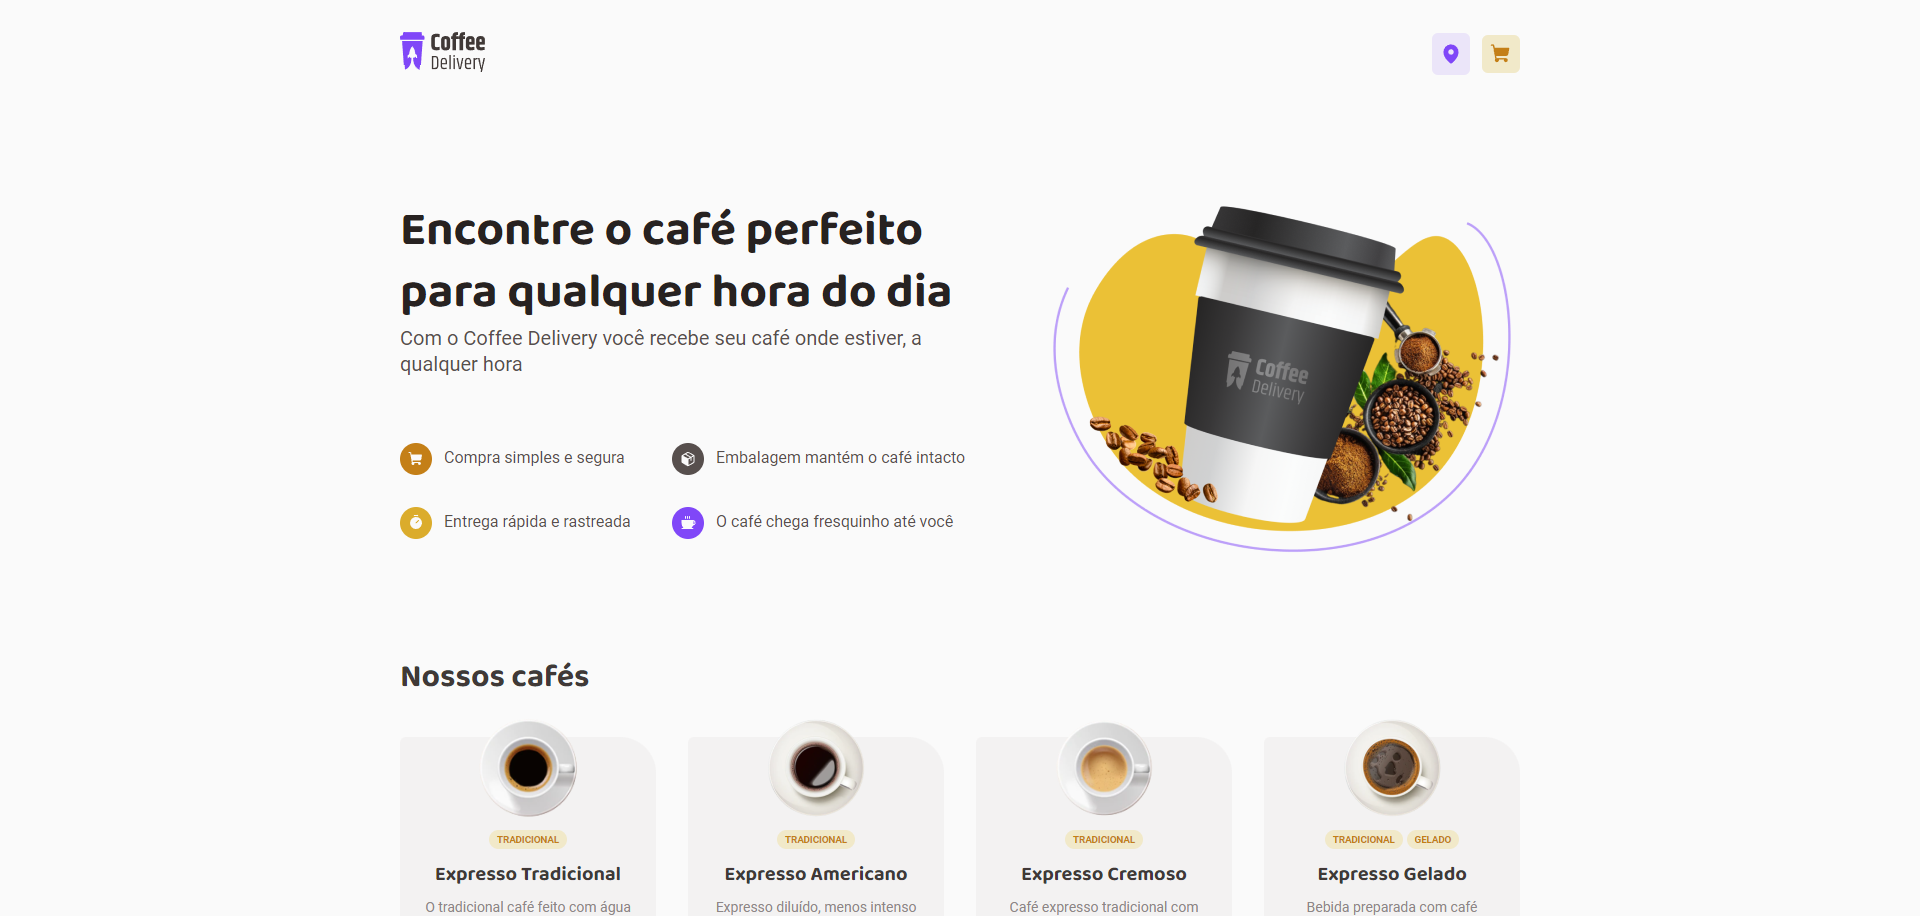 Coffee
Delivery
Encontre o café perfeito
para qualquer hora do dia
Com o Coffee Delivery você recebe seu café onde estiver, a
qualquer hora
Compra simples e segura
Embalagem mantém o café intacto
Entrega rápida e rastreada
O café chega fresquinho até você
Coffee
Delivery
Nossos cafés
TRADICIONAL
Expresso Tradicional
O tradicional café feito com água
TRADICIONAL
Expresso Americano
Expresso diluído, menos intenso
TRADICIONAL
Expresso Cremoso
Café expresso tradicional com
TRADICIONAL GELADO
Expresso Gelado
Bebida preparada com café